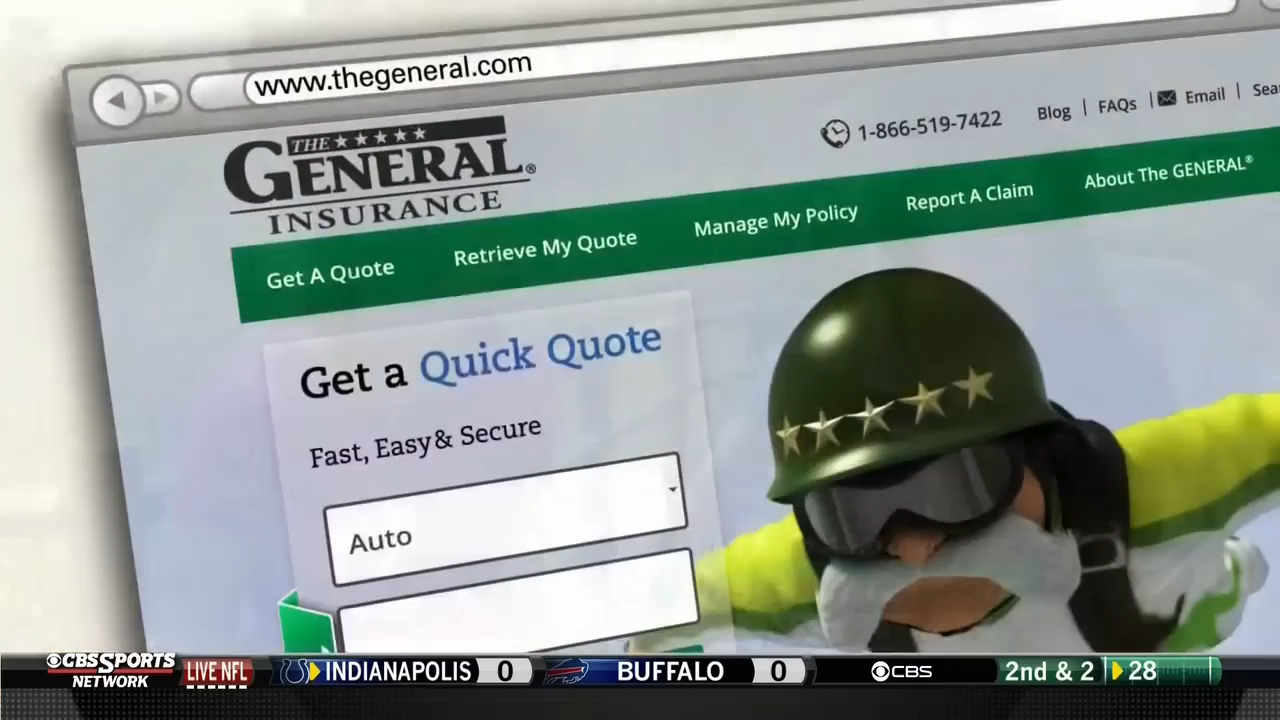 www.thegeneral.com
THE
GENERAL®
INSURANCE
1-866-519-7422
Blog | FAQs | Email |
Get A Quote
Retrieve My Quote
Manage My Policy
Report A Claim
About The GENERAL®
Get a Quick Quote
Fast, Easy & Secure
Auto
CBS SPORTS
NETWORK
LIVE NFL
INDIANAPOLIS 0
BUFFALO 0
CBS
2nd & 2
28